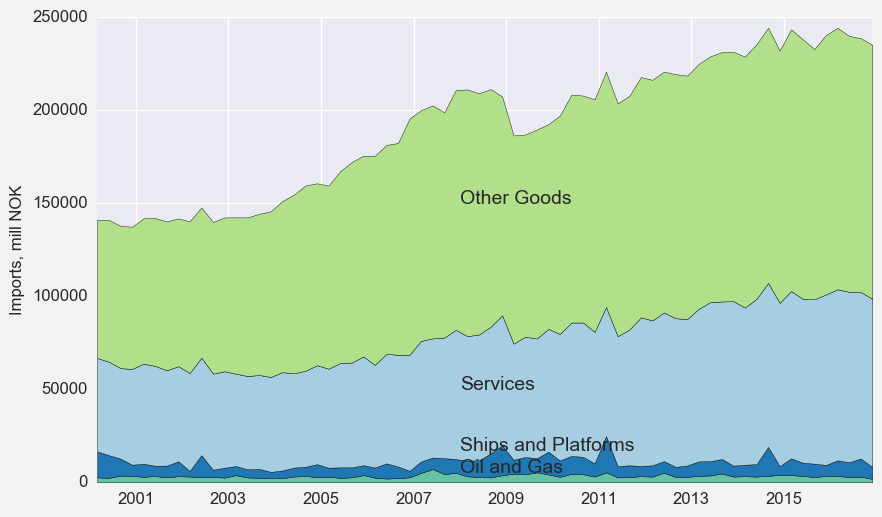 250000
200000
150000
100000
50000
0
Imports, mill NOK
Other Goods
Services
Ships and Platforms
Oil and Gas
2001 2003 2005 2007 2009 2011 2013 2015